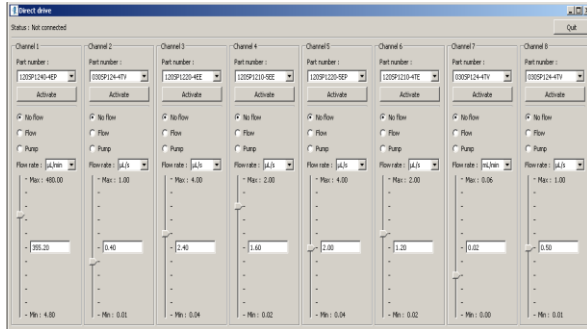 Direct drive
Status : Not connected
Quit
Channel 1
Part number :
120SP1240-4EP
Activate
No flow
Flow
Pump
Flow rate : µL/min
Max : 480.00
355.20
Min : 4.80
Channel 2
Part number :
030SP124-4TV
Activate
No flow
Flow
Pump
Flow rate : µL/s
Max : 1.00
0.40
Min : 0.01
Channel 3
Part number :
120SP1220-4EE
Activate
No flow
Flow
Pump
Flow rate : µL/s
Max : 4.00
2.40
Min : 0.04
Channel 4
Part number :
120SP1210-5EE
Activate
No flow
Flow
Pump
Flow rate : µL/s
Max : 2.00
1.60
Min : 0.02
Channel 5
Part number :
120SP1220-5EP
Activate
No flow
Flow
Pump
Flow rate : µL/s
Max : 4.00
2.00
Min : 0.04
Channel 6
Part number :
120SP1210-4TE
Activate
No flow
Flow
Pump
Flow rate : µL/s
Max : 2.00
1.20
Min : 0.02
Channel 7
Part number :
030SP124-4TV
Activate
No flow
Flow
Pump
Flow rate : mL/min
Max : 0.06
0.02
Min : 0.00
Channel 8
Part number :
030SP124-4TV
Activate
No flow
Flow
Pump
Flow rate : µL/s
Max : 1.00
0.50
Min : 0.01